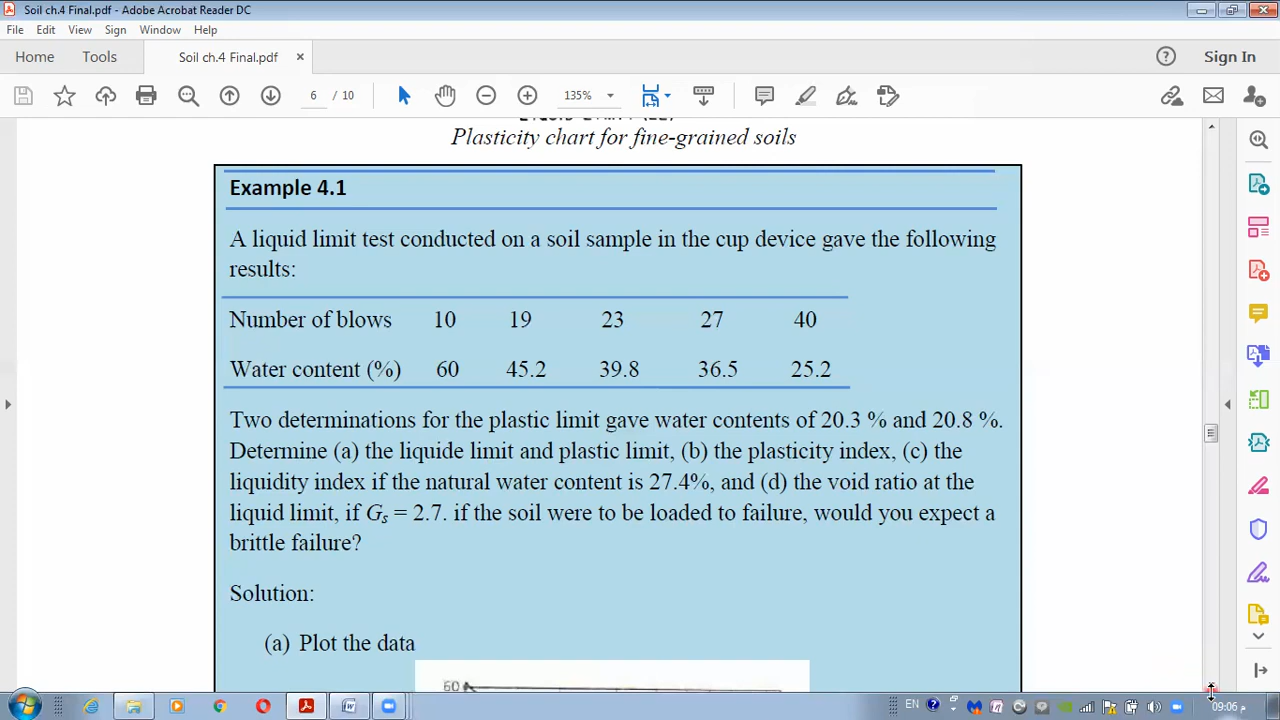 Soil ch.4 Final.pdf - Adobe Acrobat Reader DC
File Edit View Sign Window Help
Home Tools Soil ch.4 Final.pdf × ? Sign In
6 / 10 135%
Plasticity chart for fine-grained soils
Example 4.1
A liquid limit test conducted on a soil sample in the cup device gave the following
results:
Number of blows 10 19 23 27 40
Water content (%) 60 45.2 39.8 36.5 25.2
Two determinations for the plastic limit gave water contents of 20.3 % and 20.8 %.
Determine (a) the liquide limit and plastic limit, (b) the plasticity index, (c) the
liquidity index if the natural water content is 27.4%, and (d) the void ratio at the
liquid limit, if Gs = 2.7. if the soil were to be loaded to failure, would you expect a
brittle failure?
Solution:
(a) Plot the data
60
EN 09:06 م